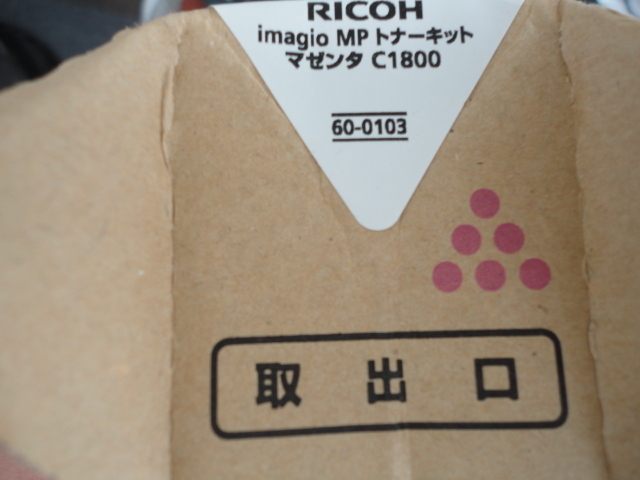 RICOH
imagio MP トナーキット
マゼンタ C1800
60-0103
取出口